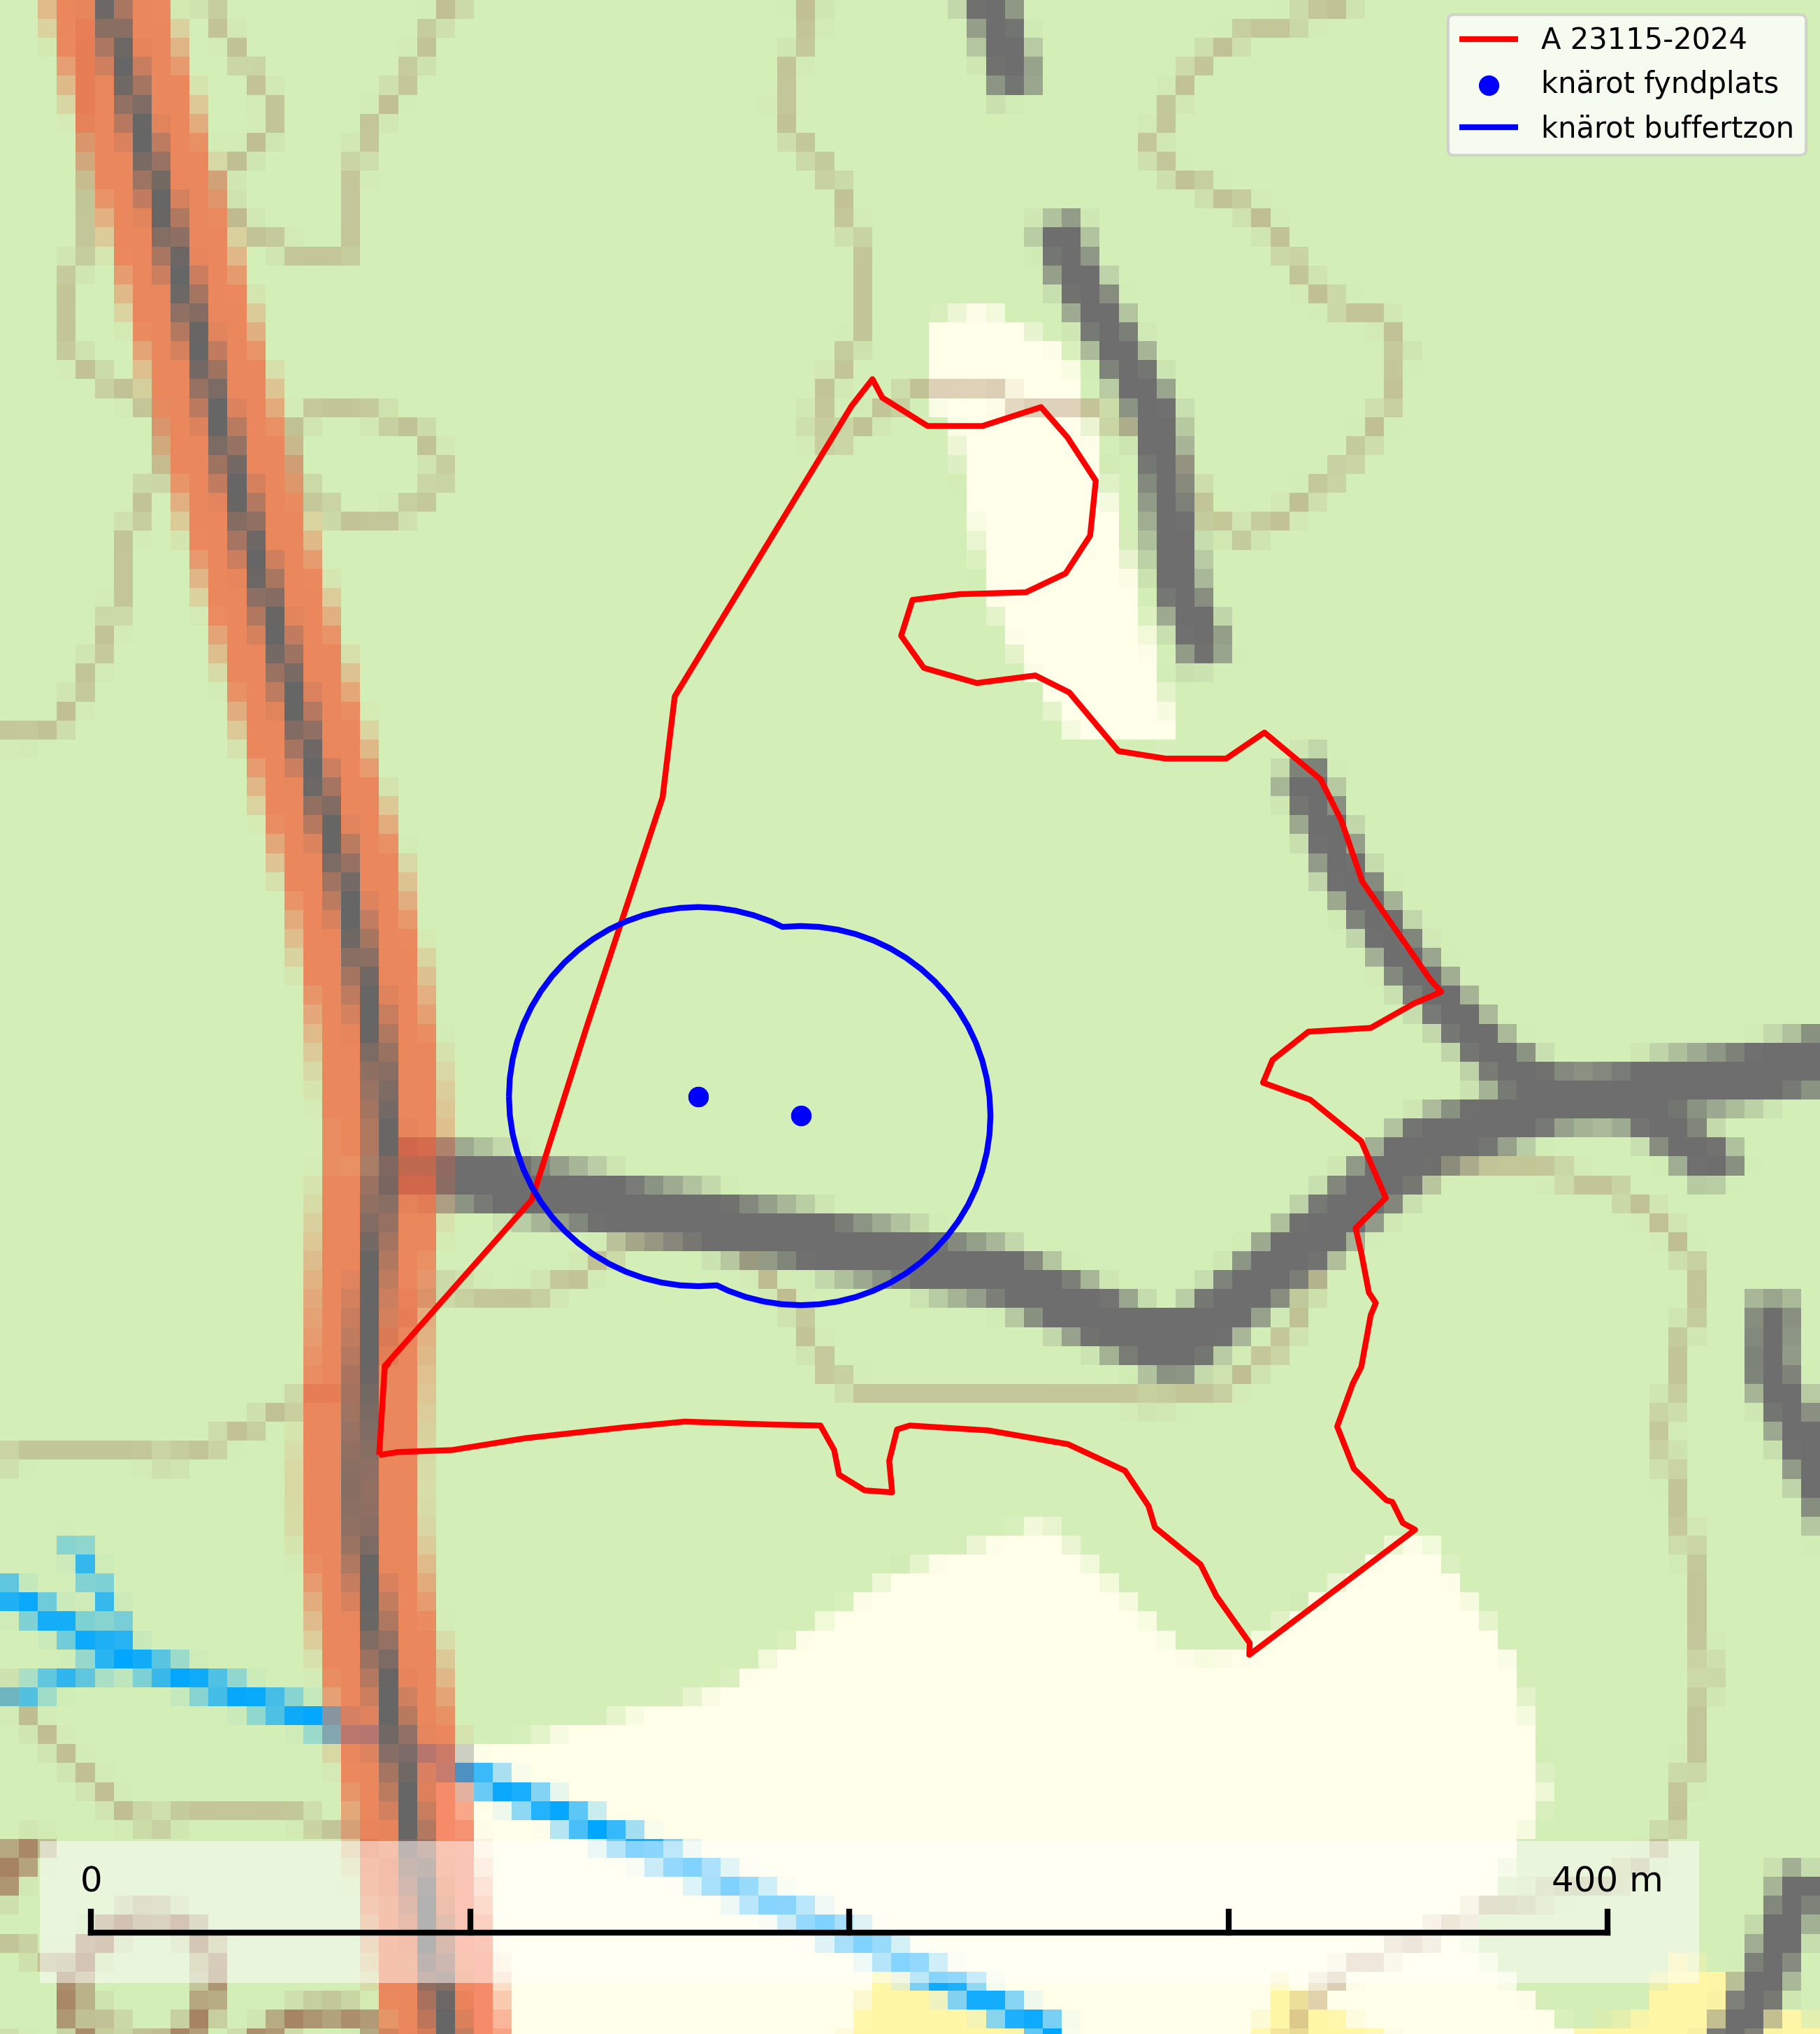 A 23115-2024
knärot fyndplats
knärot buffertzon
0
400 m